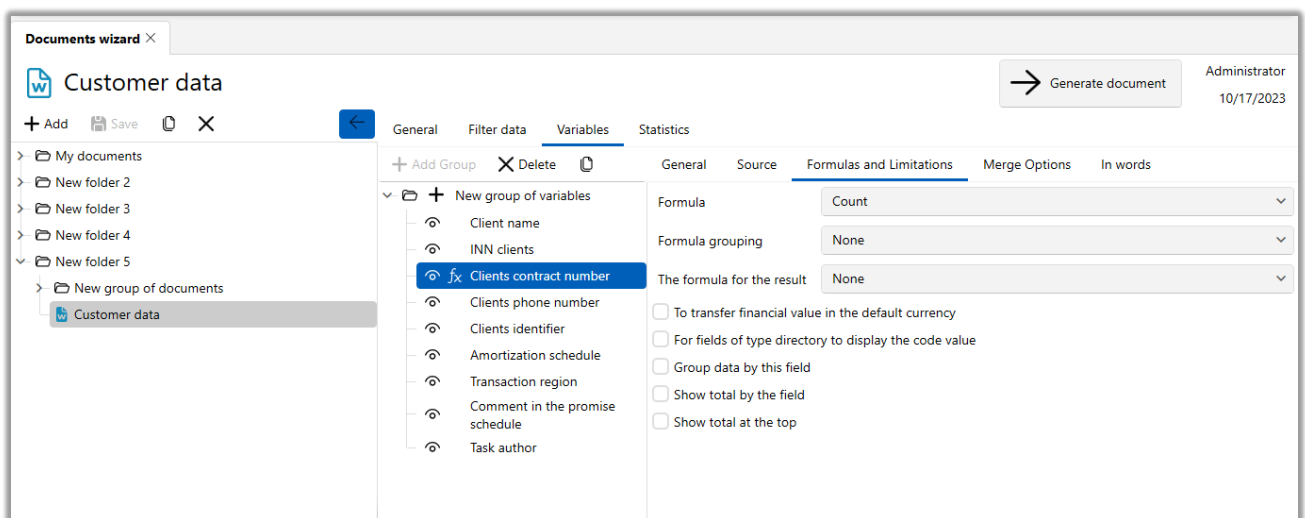 Documents wizard
Customer data
Generate document
Administrator
10/17/2023
Add Save
General Filter data Variables Statistics
My documents
New folder 2
New folder 3
New folder 4
New folder 5
New group of documents
Customer data
Add Group Delete
New group of variables
Client name
INN clients
fx Clients contract number
Clients phone number
Clients identifier
Amortization schedule
Transaction region
Comment in the promise
schedule
Task author
General Source Formulas and Limitations Merge Options In words
Formula Count
Formula grouping None
The formula for the result None
To transfer financial value in the default currency
For fields of type directory to display the code value
Group data by this field
Show total by the field
Show total at the top